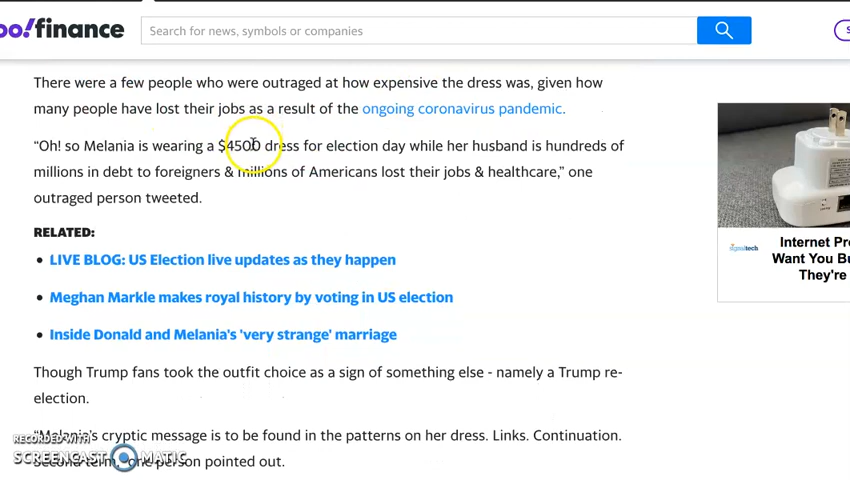 oo!finance
Search for news, symbols or companies
S
There were a few people who were outraged at how expensive the dress was, given how
many people have lost their jobs as a result of the ongoing coronavirus pandemic.
“Oh! so Melania is wearing a $4500 dress for election day while her husband is hundreds of
millions in debt to foreigners & millions of Americans lost their jobs & healthcare,” one
outraged person tweeted.
RELATED:
• LIVE BLOG: US Election live updates as they happen
• Meghan Markle makes royal history by voting in US election
• Inside Donald and Melania's 'very strange' marriage
Though Trump fans took the outfit choice as a sign of something else - namely a Trump re-
election.
“Melania's cryptic message is to be found in the patterns on her dress. Links. Continuation.
Second term,” one person pointed out.
RECORDED WITH
SCREENCAST MATIC
signaltech
Internet Pr
Want You Bu
They're